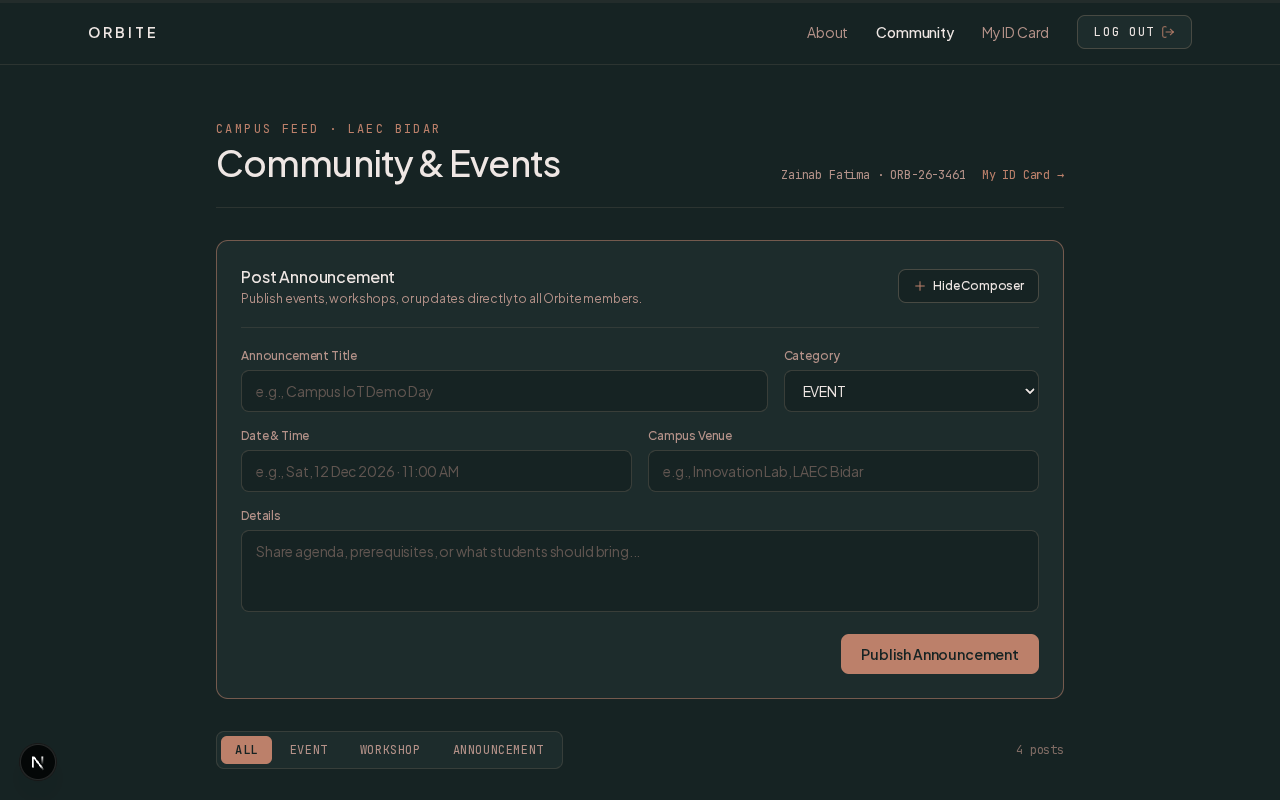 ORBITE
About Community My ID Card LOG OUT
CAMPUS FEED · LAEC BIDAR
Community & Events
Zainab Fatima · ORB-26-3461 My ID Card →
Post Announcement
Publish events, workshops, or updates directly to all Orbite members.
+ Hide Composer
Announcement Title Category
e.g., Campus IoT Demo Day EVENT
Date & Time Campus Venue
e.g., Sat, 12 Dec 2026 · 11:00 AM e.g., Innovation Lab, LAEC Bidar
Details
Share agenda, prerequisites, or what students should bring...
Publish Announcement
ALL EVENT WORKSHOP ANNOUNCEMENT 4 posts
N